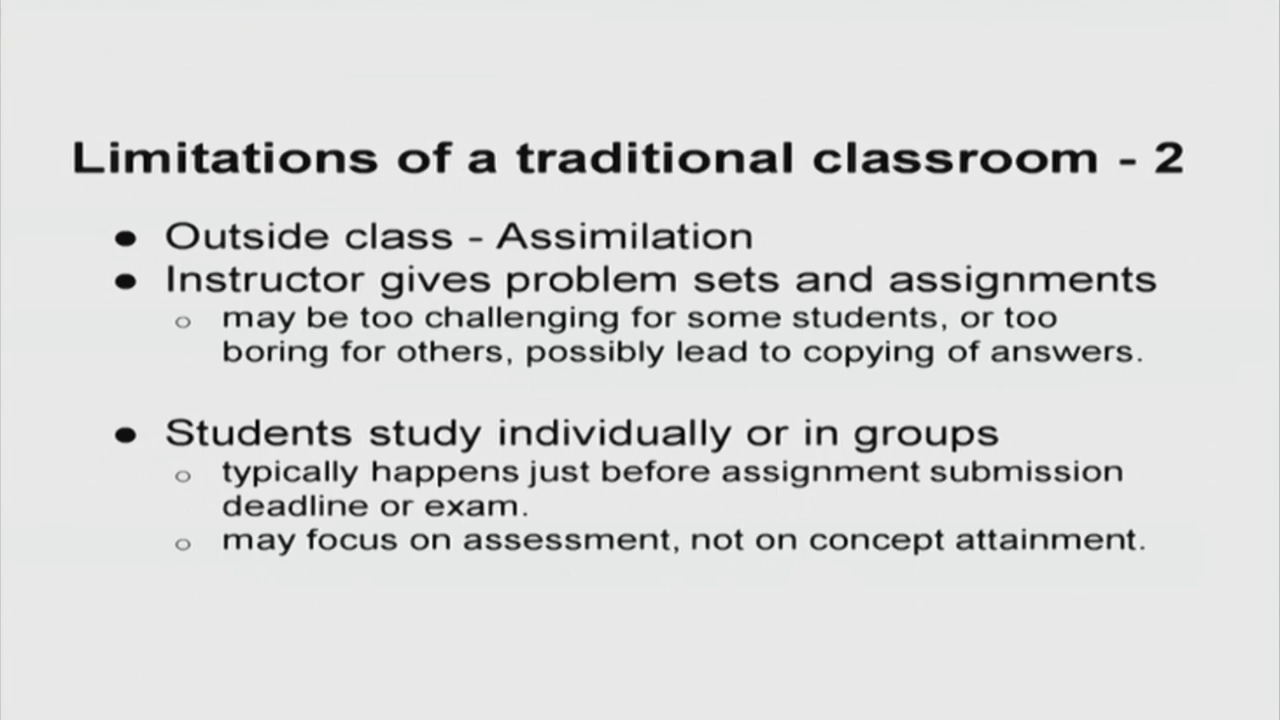 Limitations of a traditional classroom - 2
● Outside class - Assimilation
● Instructor gives problem sets and assignments
○ may be too challenging for some students, or too
boring for others, possibly lead to copying of answers.
● Students study individually or in groups
○ typically happens just before assignment submission
deadline or exam.
○ may focus on assessment, not on concept attainment.